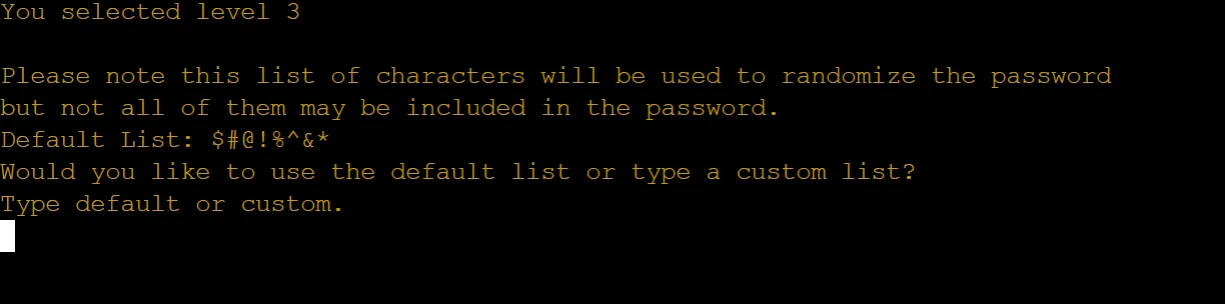 You selected level 3
Please note this list of characters will be used to randomize the password
but not all of them may be included in the password.
Default List: $#@!%^&*
Would you like to use the default list or type a custom list?
Type default or custom.